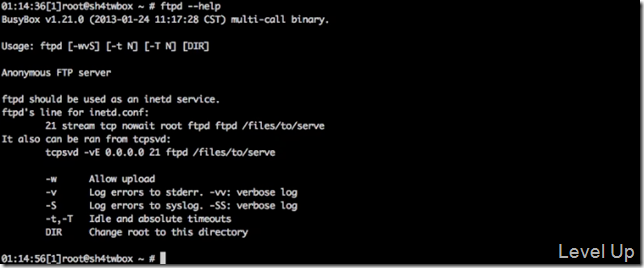 01:14:36[1]root@sh4twbox ~ # ftpd --help
BusyBox v1.21.0 (2013-01-24 11:17:28 CST) multi-call binary.
Usage: ftpd [-wvS] [-t N] [-T N] [DIR]
Anonymous FTP server
ftpd should be used as an inetd service.
ftpd's line for inetd.conf:
21 stream tcp nowait root ftpd ftpd /files/to/serve
It also can be ran from tcpsvd:
tcpsvd -vE 0.0.0.0 21 ftpd /files/to/serve
-w Allow upload
-v Log errors to stderr. -vv: verbose log
-S Log errors to syslog. -SS: verbose log
-t,-T Idle and absolute timeouts
DIR Change root to this directory
01:14:56[1]root@sh4twbox ~ #
Level Up